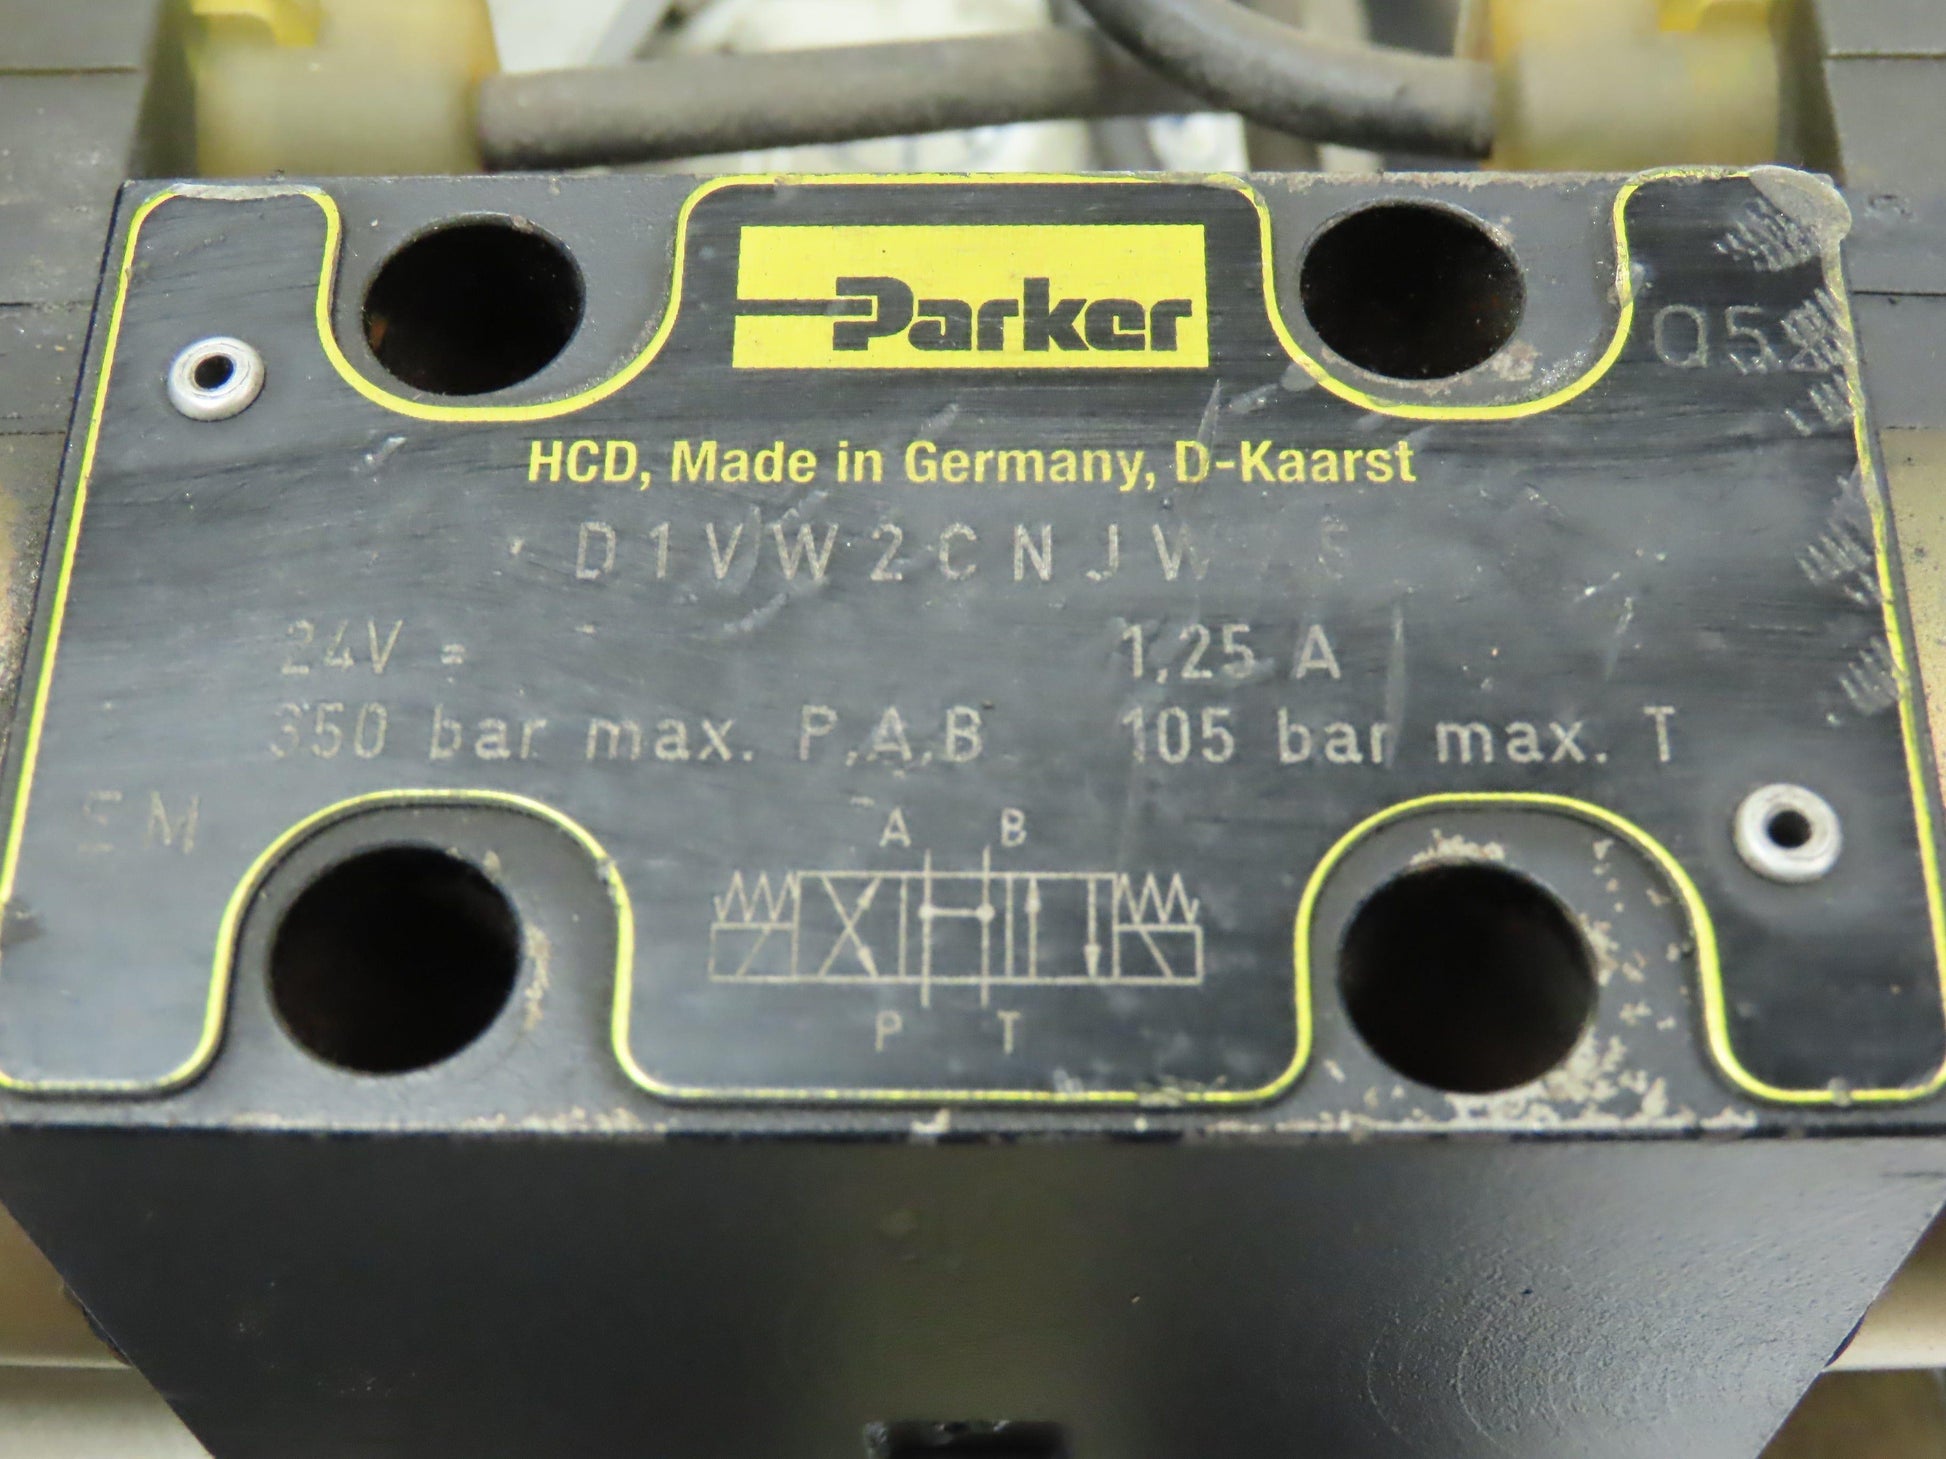 Parker
Q5
HCD, Made in Germany, D-Kaarst
D1VW2CNJW
24V = 1,25 A
350 bar max. P,A,B 105 bar max. T
A B
P T